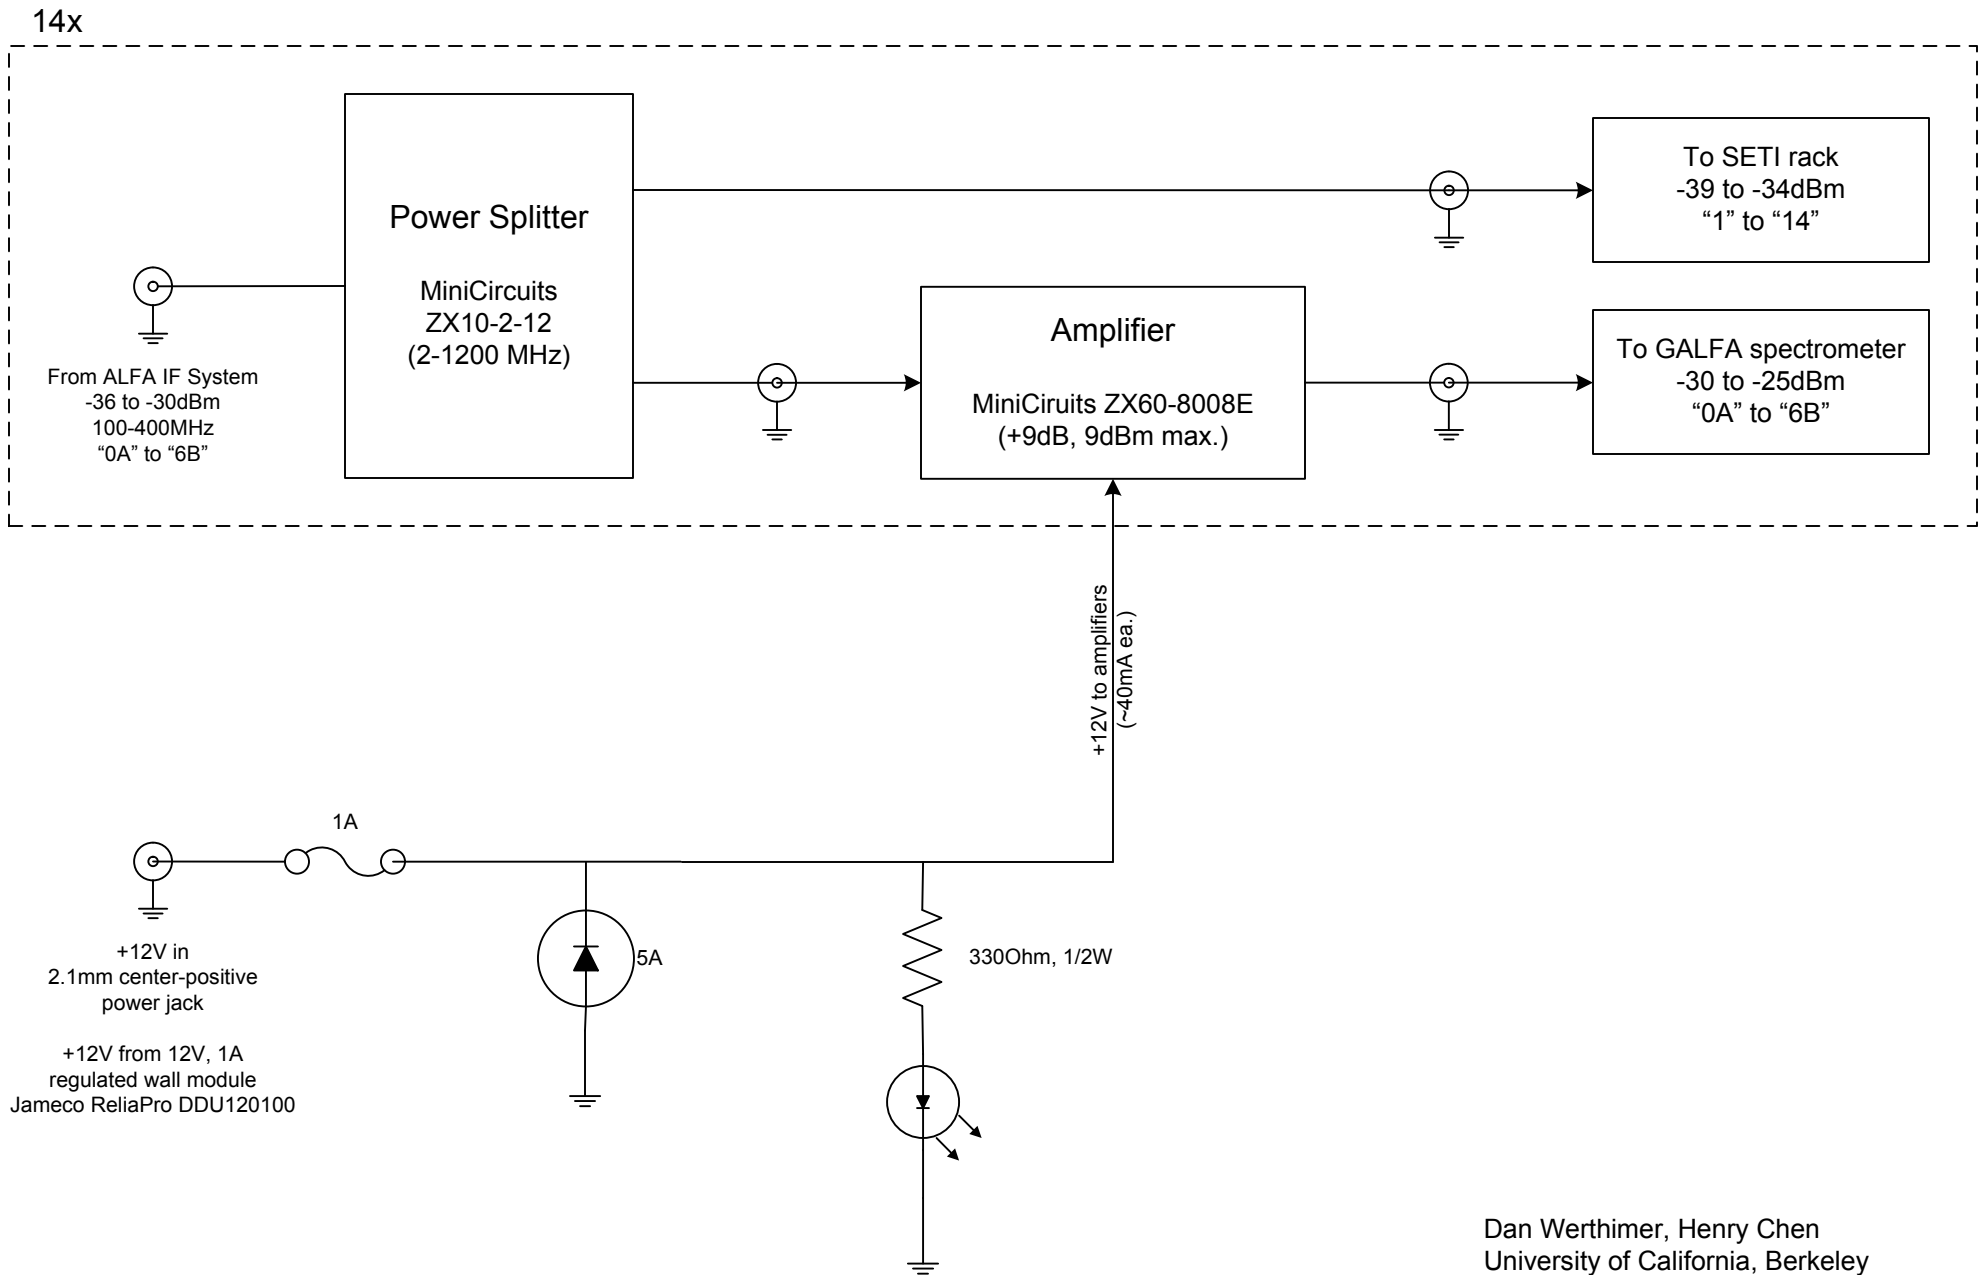 14x
Power Splitter
MiniCircuits
ZX10-2-12
(2-1200 MHz)
To SETI rack
-39 to -34dBm
“1” to “14”
From ALFA IF System
-36 to -30dBm
100-400MHz
“0A” to “6B”
Amplifier
MiniCiruits ZX60-8008E
(+9dB, 9dBm max.)
To GALFA spectrometer
-30 to -25dBm
“0A” to “6B”
+12V to amplifiers
(~40mA ea.)
1A
+12V in
2.1mm center-positive
power jack
+12V from 12V, 1A
regulated wall module
Jameco ReliaPro DDU120100
5A
330Ohm, 1/2W
Dan Werthimer, Henry Chen
University of California, Berkeley